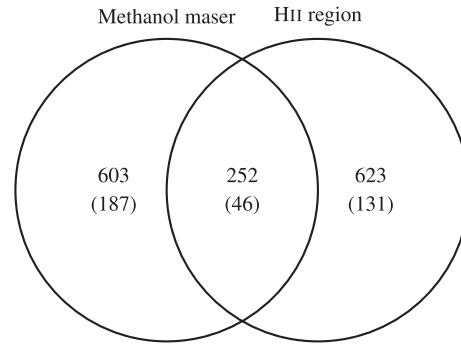 Methanol maser HII region
603 252 623
(187) (46) (131)